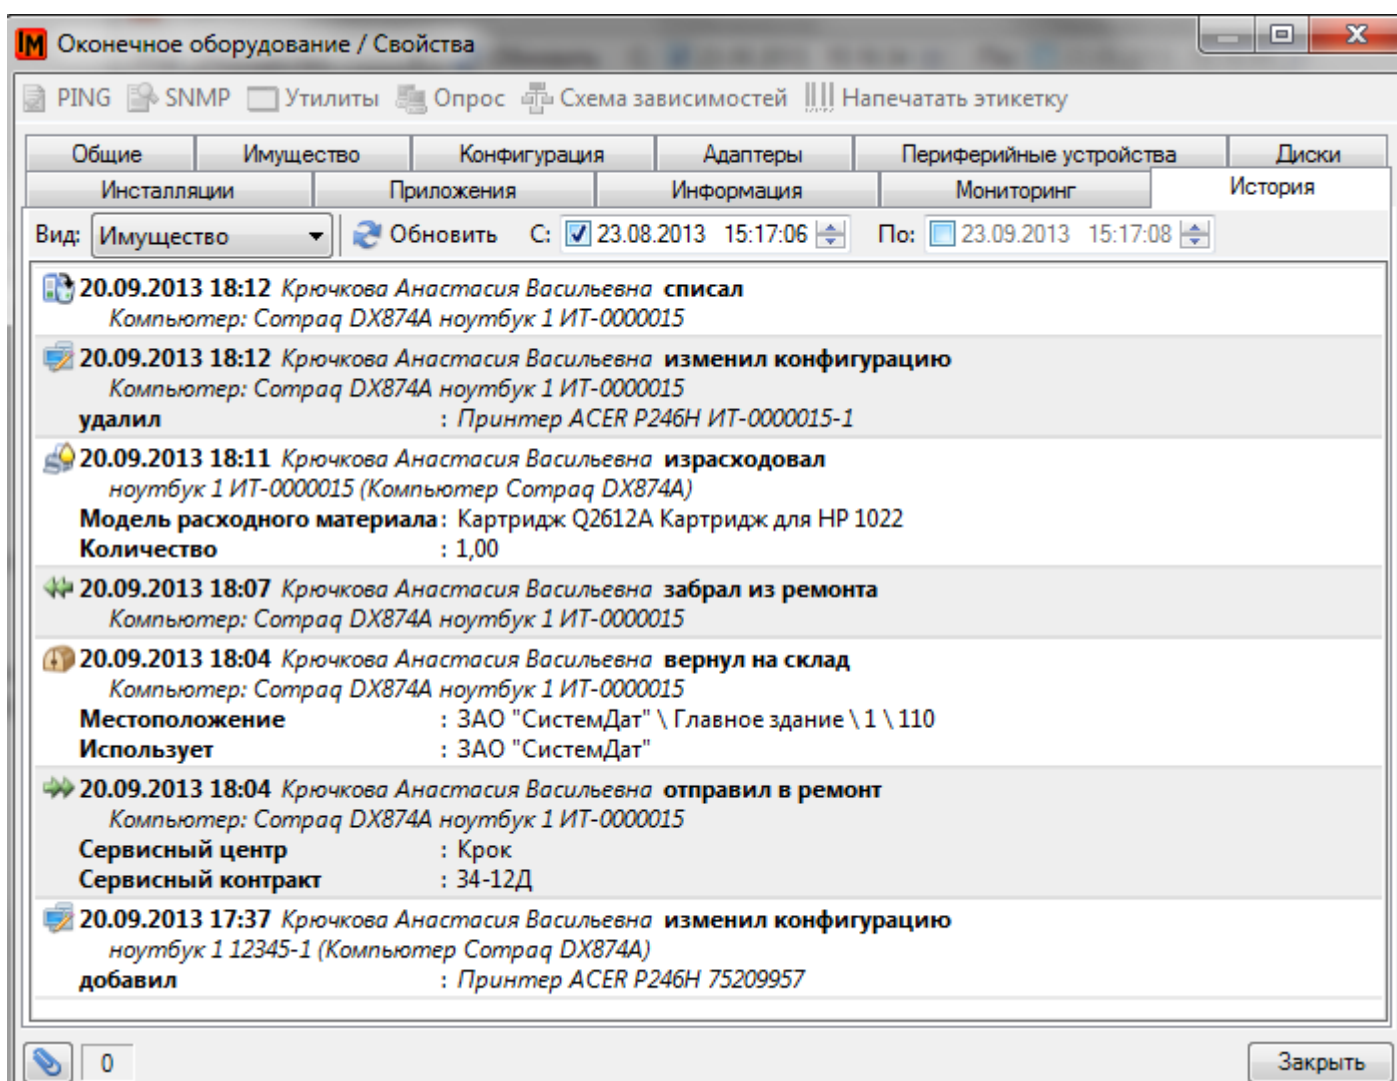 IM Оконечное оборудование / Свойства
PING SNMP Утилиты Опрос Схема зависимостей Напечатать этикетку
Общие Имущество Конфигурация Адаптеры Периферийные устройства Диски
Инсталляции Приложения Информация Мониторинг История
Вид: Имущество Обновить С: 23.08.2013 15:17:06 По: 23.09.2013 15:17:08
20.09.2013 18:12 Крючкова Анастасия Васильевна списал
Компьютер: Compaq DX874A ноутбук 1 ИТ-0000015
20.09.2013 18:12 Крючкова Анастасия Васильевна изменил конфигурацию
Компьютер: Compaq DX874A ноутбук 1 ИТ-0000015
удалил : Принтер ACER P246H ИТ-0000015-1
20.09.2013 18:11 Крючкова Анастасия Васильевна израсходовал
ноутбук 1 ИТ-0000015 (Компьютер Compaq DX874A)
Модель расходного материала : Картридж Q2612A Картридж для HP 1022
Количество : 1,00
20.09.2013 18:07 Крючкова Анастасия Васильевна забрал из ремонта
Компьютер: Compaq DX874A ноутбук 1 ИТ-0000015
20.09.2013 18:04 Крючкова Анастасия Васильевна вернул на склад
Компьютер: Compaq DX874A ноутбук 1 ИТ-0000015
Местоположение : ЗАО "СистемДат" \ Главное здание \ 1 \ 110
Использует : ЗАО "СистемДат"
20.09.2013 18:04 Крючкова Анастасия Васильевна отправил в ремонт
Компьютер: Compaq DX874A ноутбук 1 ИТ-0000015
Сервисный центр : Крок
Сервисный контракт : 34-12Д
20.09.2013 17:37 Крючкова Анастасия Васильевна изменил конфигурацию
ноутбук 1 12345-1 (Компьютер Compaq DX874A)
добавил : Принтер ACER P246H 75209957
0 Закрыть